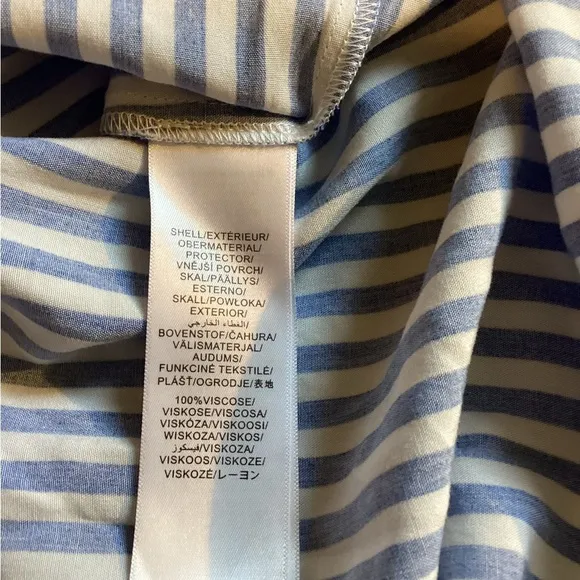 SHELL/EXTÉRIEUR/
OBERMATERIAL/
PROTECTOR/
VNĚJŠÍ POVRCH/
SKAL/PÄÄLLYS/
ESTERNO/
SKALL/POWLOKA/
EXTERIOR/
الغطاء الخارجي/
BOVENSTOF/ČAHURA/
VÄLISMATERJAL/
AUDUMS/
FUNKCINĖ TEKSTILĖ/
PLÁŠŤ/OGRODJE/表地
100%VISCOSE/
VISKOSE/VISCOSA/
VISKÓZA/VISKOOSI/
WISKOZA/VISKOS/
فيسكوز/VISKOZA/
VISKOOS/VISKOZE/
VISKOZĖ/レーヨン